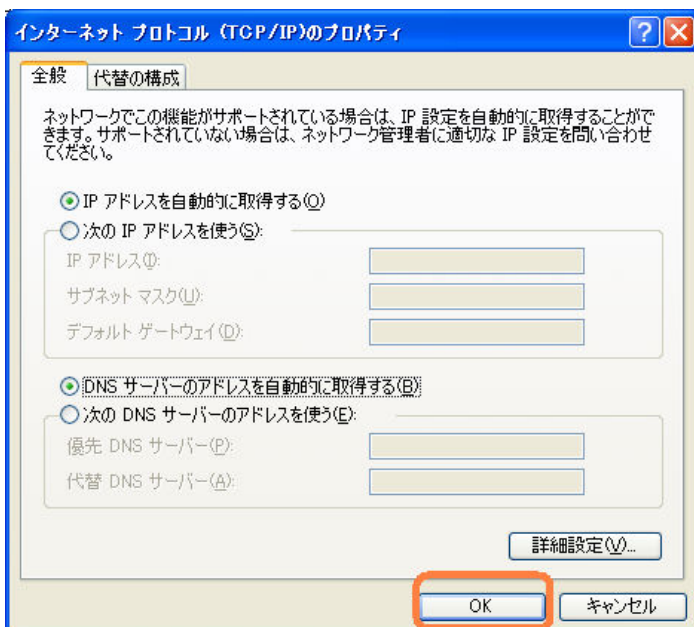 インターネット プロトコル (TCP/IP)のプロパティ
全般
代替の構成
ネットワークでこの機能がサポートされている場合は、IP 設定を自動的に取得することがで
きます。サポートされていない場合は、ネットワーク管理者に適切な IP 設定を問い合わせ
てください。
IP アドレスを自動的に取得する(O)
次の IP アドレスを使う(S):
IP アドレス(I):
サブネット マスク(U):
デフォルト ゲートウェイ(D):
DNS サーバーのアドレスを自動的に取得する(B)
次の DNS サーバーのアドレスを使う(E):
優先 DNS サーバー(P):
代替 DNS サーバー(A):
詳細設定(V)...
OK
キャンセル